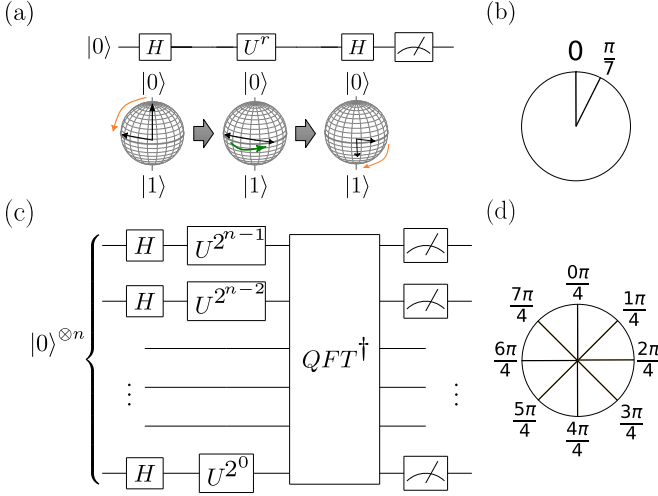 (a)
|0⟩ H U^r H
|0⟩ |0⟩ |0⟩
|1⟩ |1⟩ |1⟩
(b)
0 π/7
(c)
|0⟩^⊗n
H U^2^n−1
H U^2^n−2
QFT†
⋮ ⋮
H U^2^0
(d)
0π/4
7π/4 1π/4
6π/4 2π/4
5π/4 3π/4
4π/4